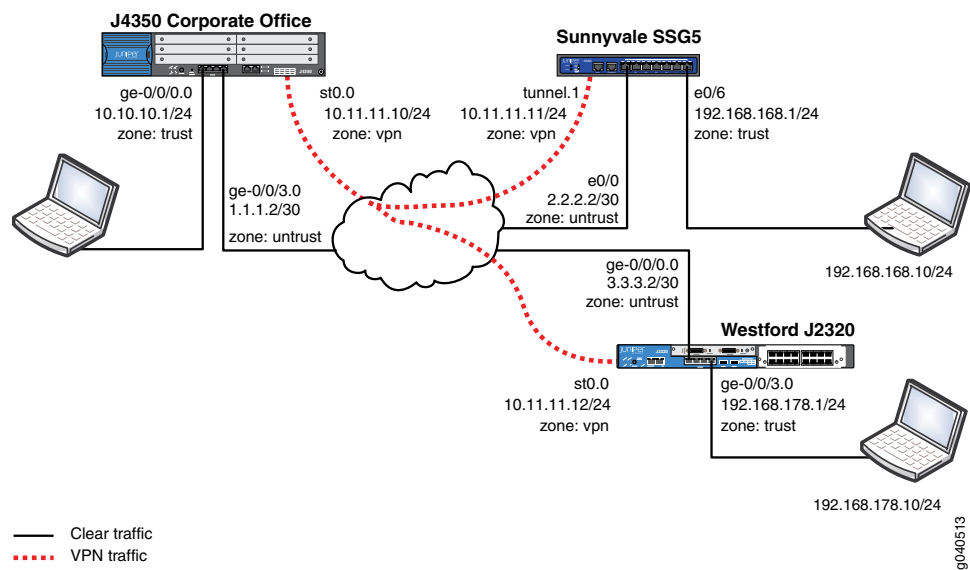 J4350 Corporate Office
JUNIPER
J4350
ge-0/0/0.0
10.10.10.1/24
zone: trust
st0.0
10.11.11.10/24
zone: vpn
ge-0/0/3.0
1.1.1.2/30
zone: untrust
Sunnyvale SSG5
tunnel.1
10.11.11.11/24
zone: vpn
e0/6
192.168.168.1/24
zone: trust
e0/0
2.2.2.2/30
zone: untrust
192.168.168.10/24
ge-0/0/0.0
3.3.3.2/30
zone: untrust
Westford J2320
JUNIPER
J2320
st0.0
10.11.11.12/24
zone: vpn
ge-0/0/3.0
192.168.178.1/24
zone: trust
192.168.178.10/24
Clear traffic
VPN traffic
g040513